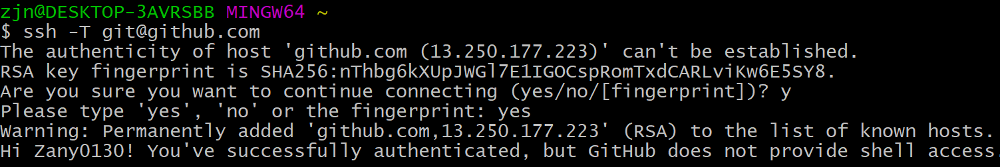 zjn@DESKTOP-3AVRSBB MINGW64 ~
$ ssh -T git@github.com
The authenticity of host 'github.com (13.250.177.223)' can't be established.
RSA key fingerprint is SHA256:nThbg6kXUpJWGl7E1IGOCspRomTxdCARLviKw6E5SY8.
Are you sure you want to continue connecting (yes/no/[fingerprint])? y
Please type 'yes', 'no' or the fingerprint: yes
Warning: Permanently added 'github.com,13.250.177.223' (RSA) to the list of known hosts.
Hi Zany0130! You've successfully authenticated, but GitHub does not provide shell access.